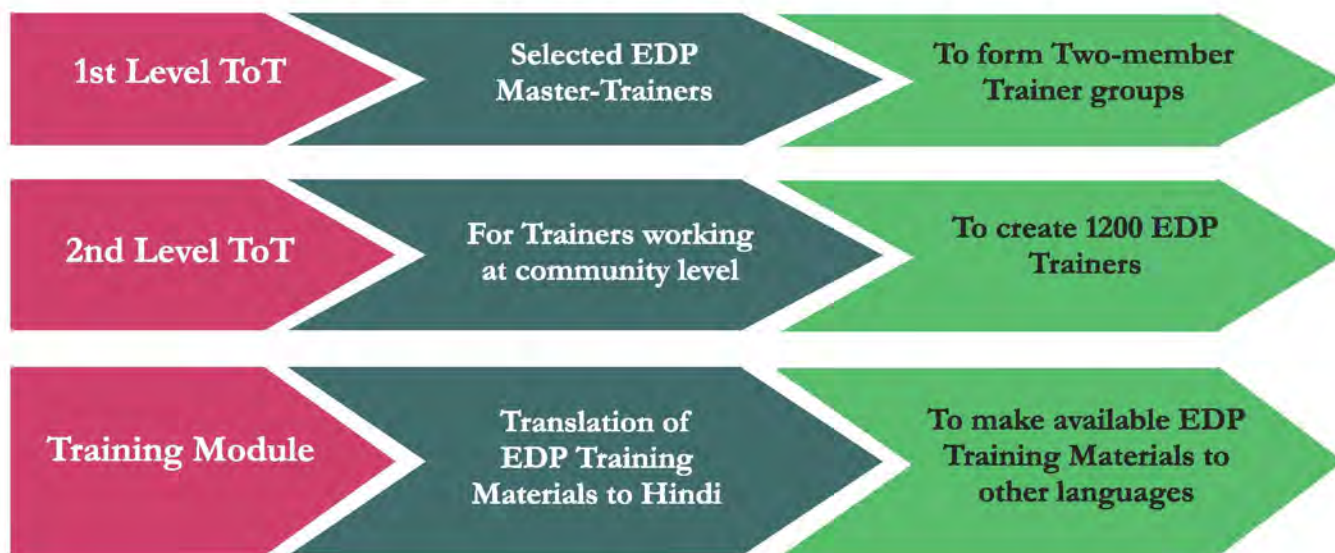 1st Level ToT
Selected EDP
Master-Trainers
To form Two-member
Trainer groups
2nd Level ToT
For Trainers working
at community level
To create 1200 EDP
Trainers
Training Module
Translation of
EDP Training
Materials to Hindi
To make available EDP
Training Materials to
other languages